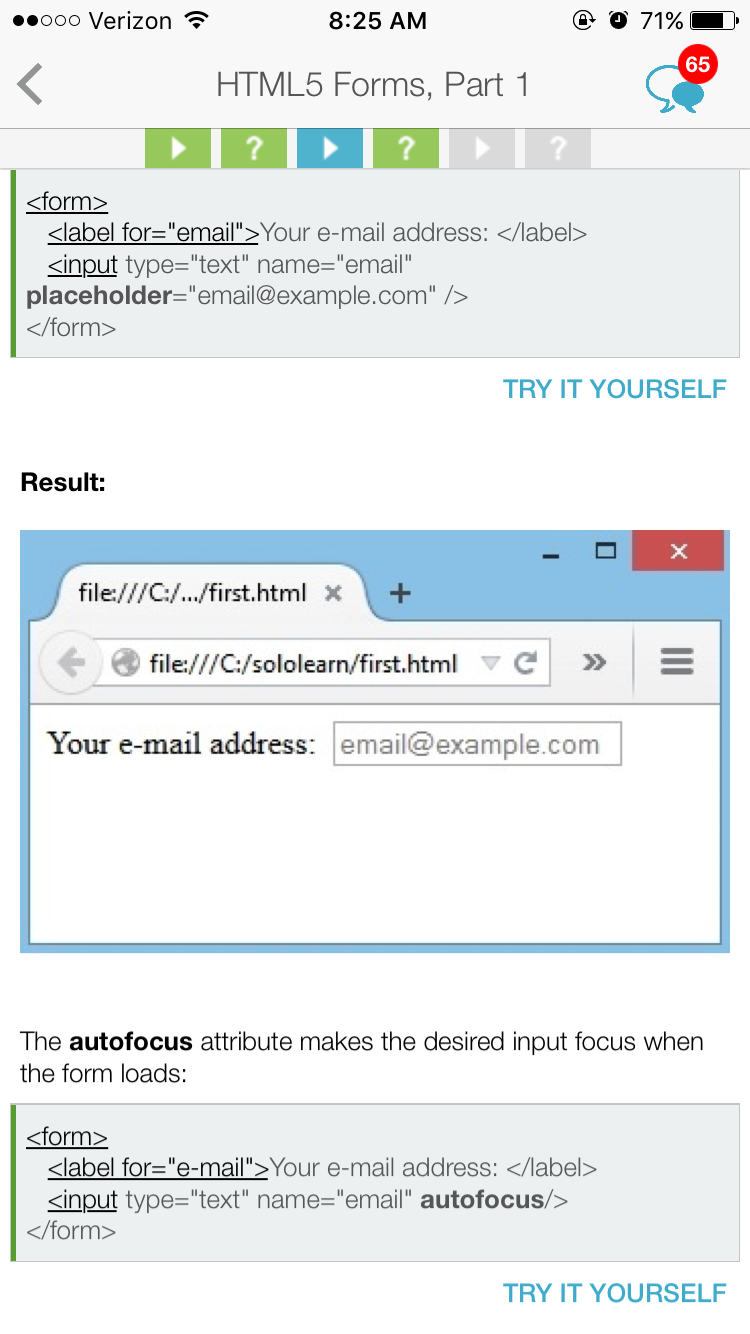 Verizon 8:25 AM 71%
HTML5 Forms, Part 1 65
? ? ?
<form>
<label for="email">Your e-mail address: </label>
<input type="text" name="email"
placeholder="email@example.com" />
</form>
TRY IT YOURSELF
Result:
file:///C:/.../first.html
file:///C:/sololearn/first.html
Your e-mail address: email@example.com
The autofocus attribute makes the desired input focus when
the form loads:
<form>
<label for="e-mail">Your e-mail address: </label>
<input type="text" name="email" autofocus/>
</form>
TRY IT YOURSELF